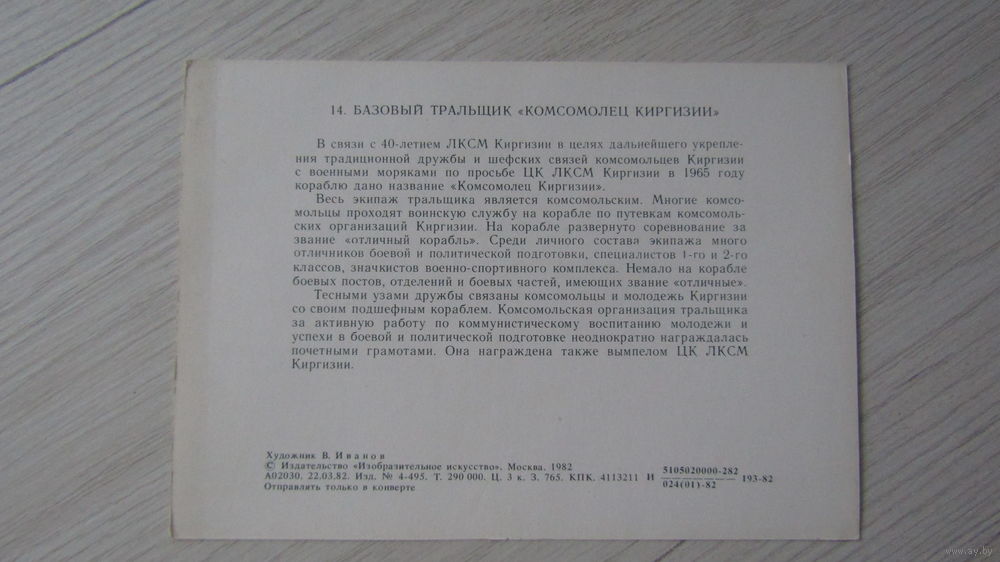 14. БАЗОВЫЙ ТРАЛЬЩИК «КОМСОМОЛЕЦ КИРГИЗИИ»
В связи с 40-летием ЛКСМ Киргизии в целях дальнейшего укрепле-
ния традиционной дружбы и шефских связей комсомольцев Киргизии
с военными моряками по просьбе ЦК ЛКСМ Киргизии в 1965 году
кораблю дано название «Комсомолец Киргизии».
Весь экипаж тральщика является комсомольским. Многие комсо-
мольцы проходят воинскую службу на корабле по путевкам комсомоль-
ских организаций Киргизии. На корабле развернуто соревнование за
звание «отличный корабль». Среди личного состава экипажа много
отличников боевой и политической подготовки, специалистов 1-го и 2-го
классов, значкистов военно-спортивного комплекса. Немало на корабле
боевых постов, отделений и боевых частей, имеющих звание «отличные».
Тесными узами дружбы связаны комсомольцы и молодежь Киргизии
со своим подшефным кораблем. Комсомольская организация тральщика
за активную работу по коммунистическому воспитанию молодежи и
успехи в боевой и политической подготовке неоднократно награждалась
почетными грамотами. Она награждена также вымпелом ЦК ЛКСМ
Киргизии.
Художник В. Иванов
© Издательство «Изобразительное искусство». Москва. 1982
А02030. 22.03.82. Изд. № 4-495. Т. 290 000. Ц. 3 к. З. 765. КПК. 4113211 И 5105020000-282
024(01)-82 193-82
Отправлять только в конверте
www.ay.by